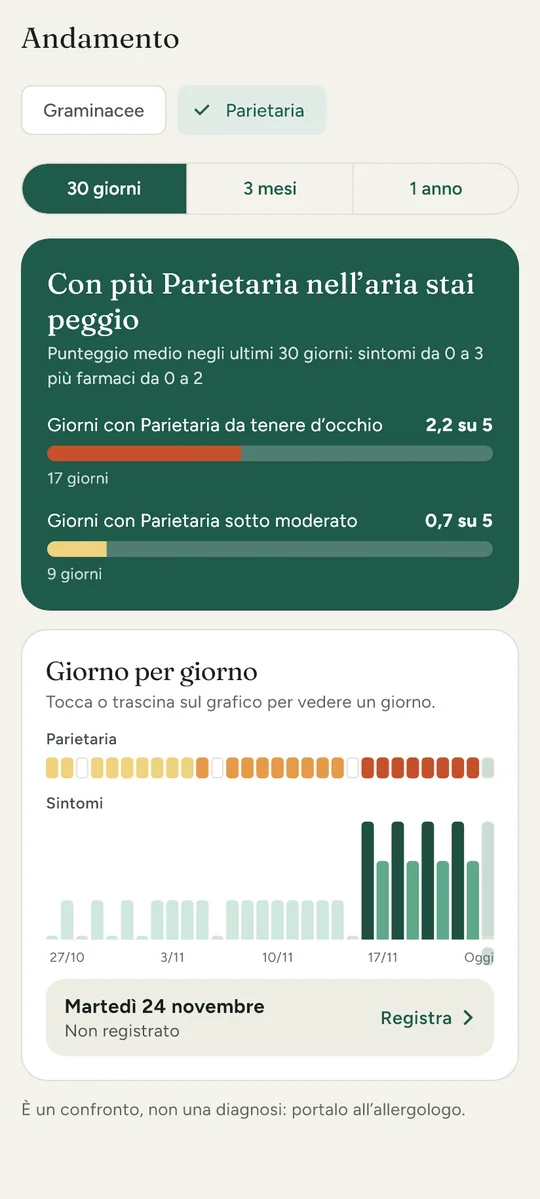 Andamento
Graminacee
Parietaria
30 giorni
3 mesi
1 anno
Con più Parietaria nell’aria stai
peggio
Punteggio medio negli ultimi 30 giorni: sintomi da 0 a 3
più farmaci da 0 a 2
Giorni con Parietaria da tenere d’occhio 2,2 su 5
17 giorni
Giorni con Parietaria sotto moderato 0,7 su 5
9 giorni
Giorno per giorno
Tocca o trascina sul grafico per vedere un giorno.
Parietaria
Sintomi
27/10 3/11 10/11 17/11 Oggi
Martedì 24 novembre
Non registrato
Registra
È un confronto, non una diagnosi: portalo all’allergologo.